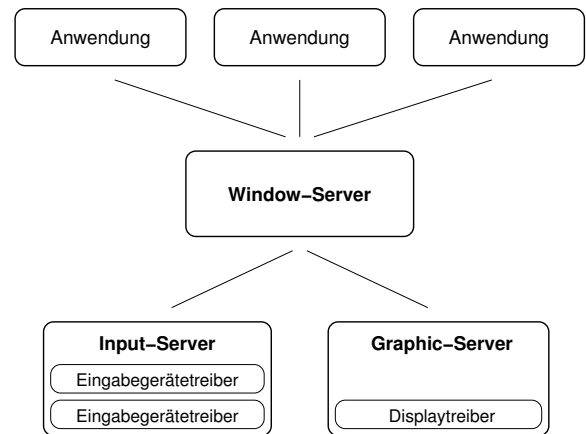 Anwendung
Anwendung
Anwendung
Window−Server
Input−Server
Eingabegerätetreiber
Eingabegerätetreiber
Graphic−Server
Displaytreiber